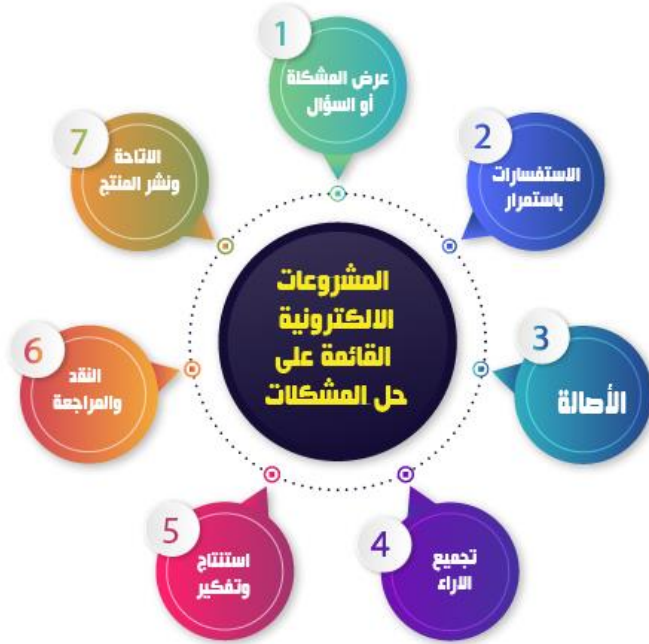 المشروعات
الالكترونية
القائمة على
حل المشكلات
1
عرض المشكلة
أو السؤال
2
الاستفسارات
باستمرار
3
الأصالة
4
تجميع
الاراء
5
استنتاج
وتفكير
6
النقد
والمراجعة
7
الاتاحة
ونشر المنتج